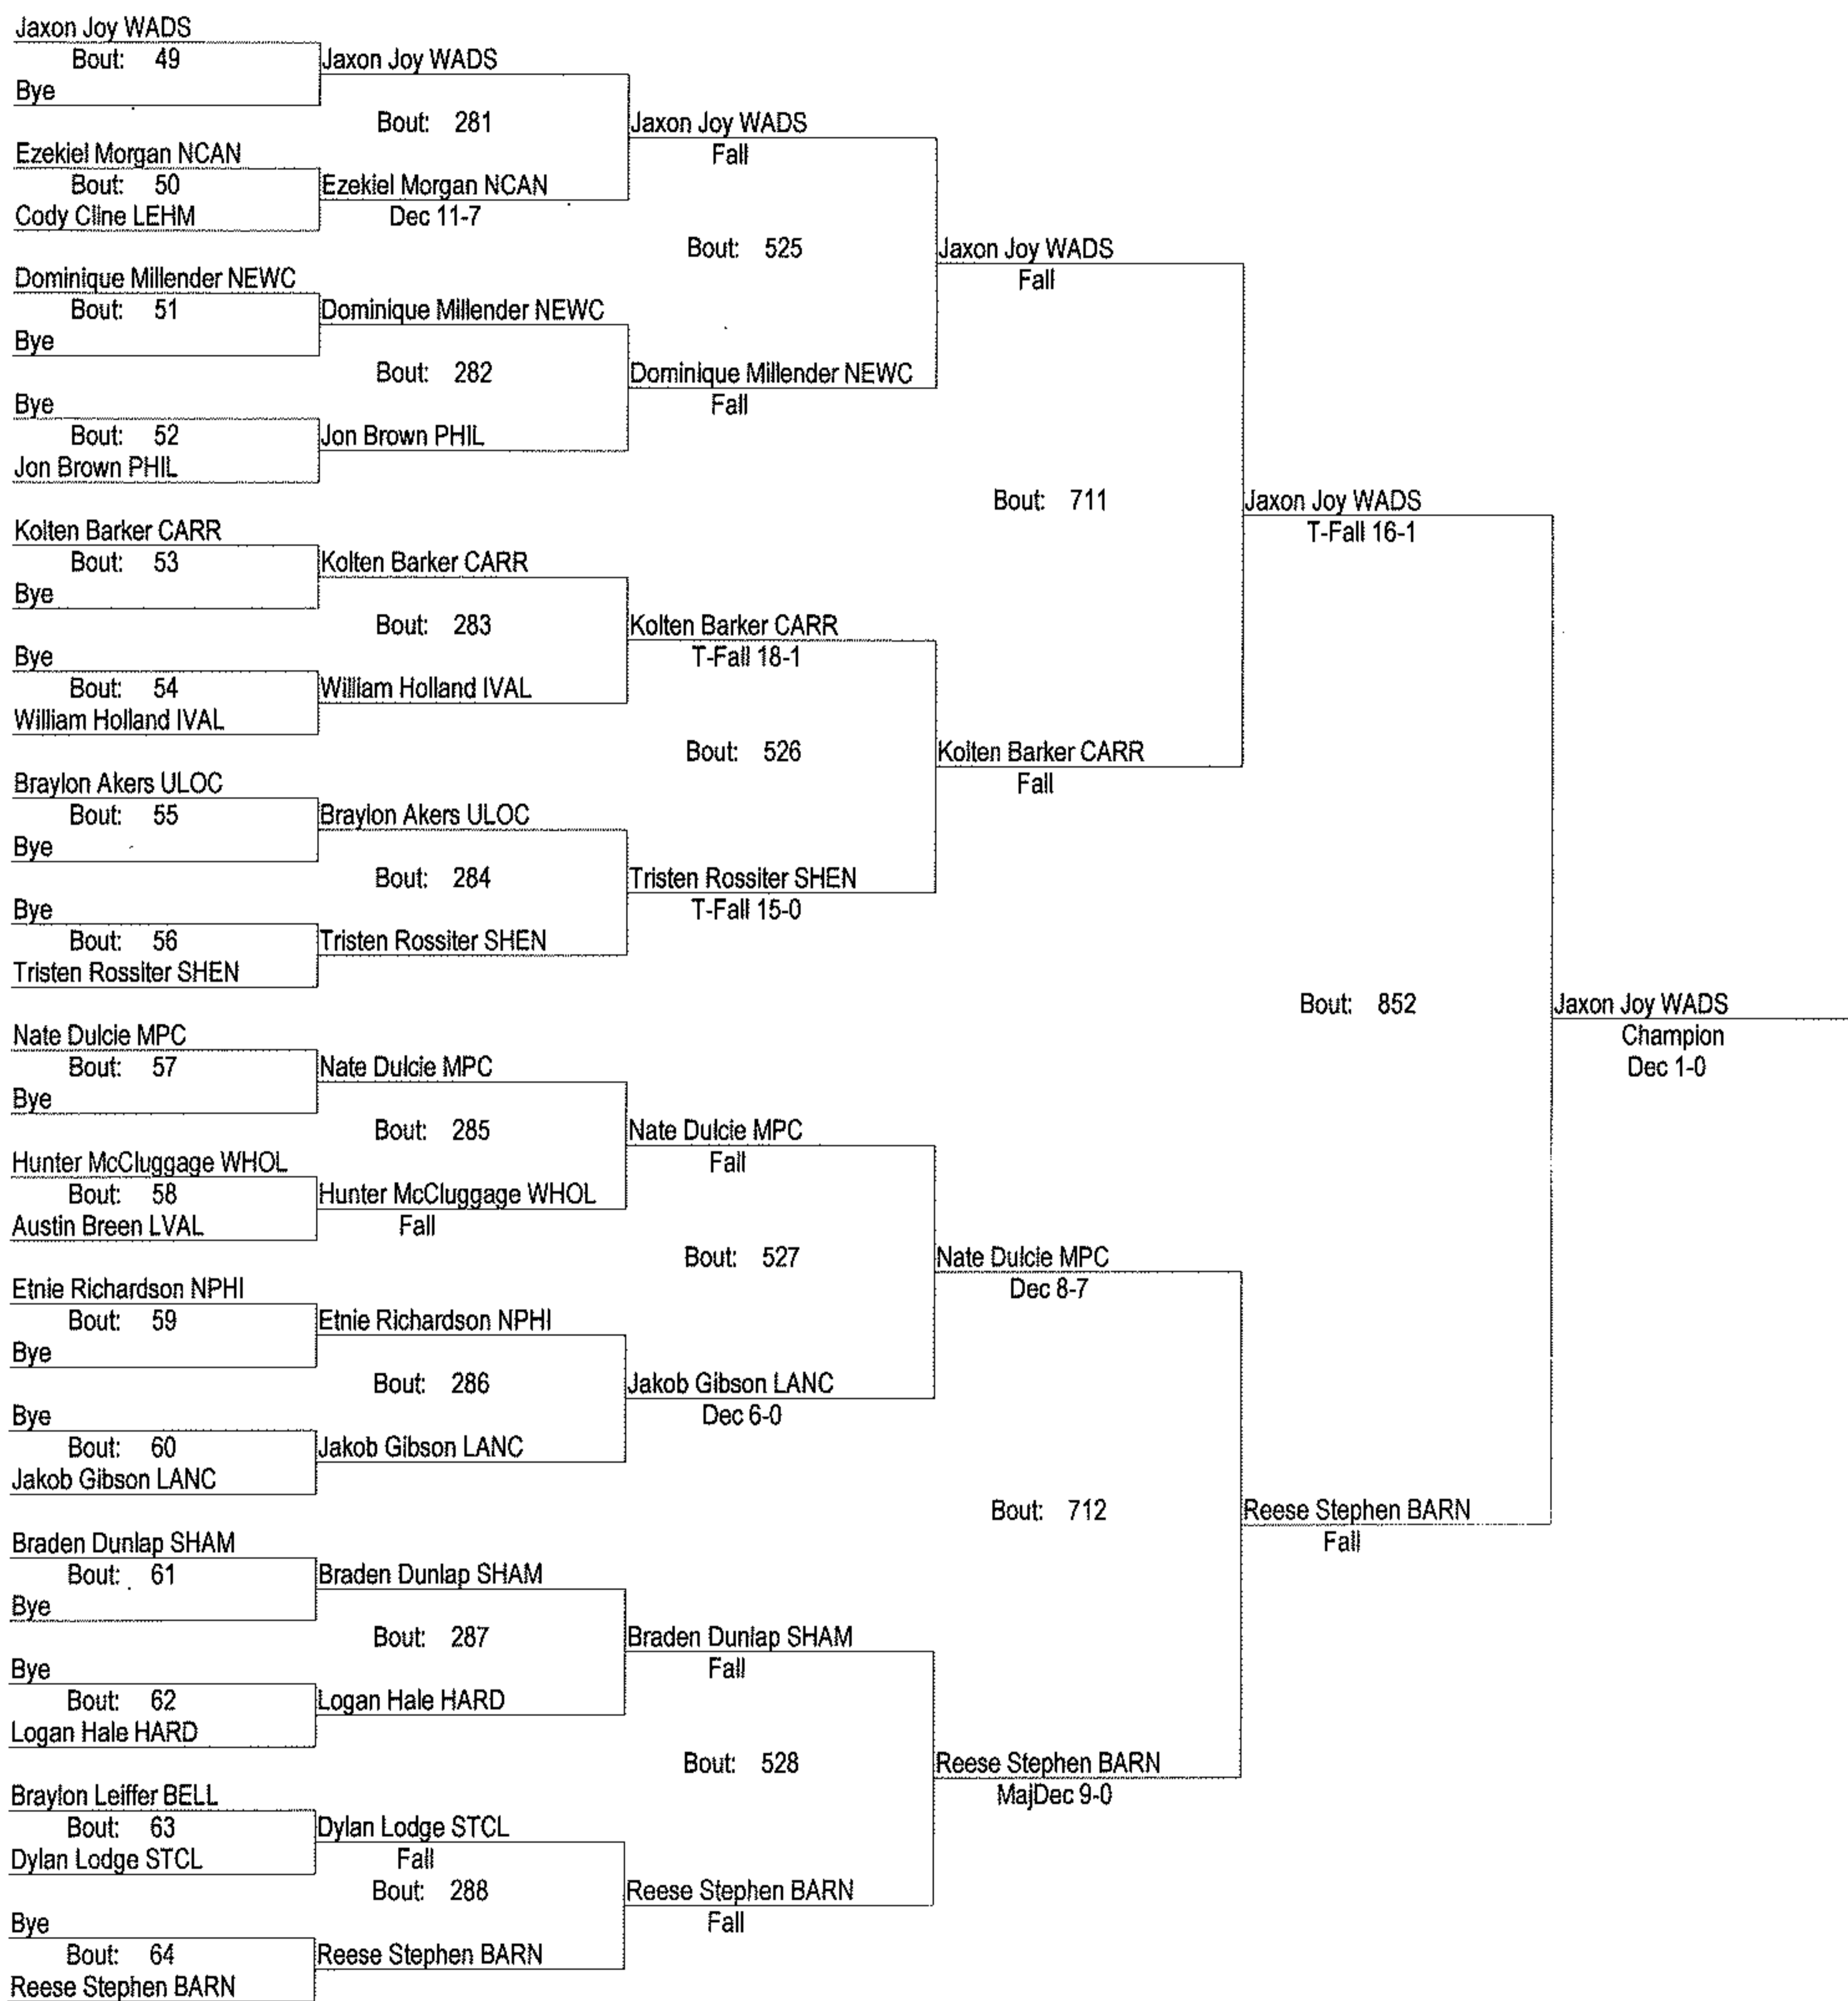 Jaxon Joy WADS
Bout: 49
Bye
Jaxon Joy WADS
Bout: 281
Ezekiel Morgan NCAN
Bout: 50
Cody Cline LEHM
Ezekiel Morgan NCAN
Dec 11-7
Jaxon Joy WADS
Fall
Bout: 525
Dominique Millender NEWC
Bout: 51
Bye
Dominique Millender NEWC
Bout: 282
Bye
Bout: 52
Jon Brown PHIL
Jon Brown PHIL
Dominique Millender NEWC
Fall
Jaxon Joy WADS
Fall
Bout: 711
Kolten Barker CARR
Bout: 53
Bye
Kolten Barker CARR
Bout: 283
Bye
Bout: 54
William Holland IVAL
William Holland IVAL
Kolten Barker CARR
T-Fall 18-1
Bout: 526
Braylon Akers ULOC
Bout: 55
Bye
Braylon Akers ULOC
Bout: 284
Bye
Bout: 56
Tristen Rossiter SHEN
Tristen Rossiter SHEN
Tristen Rossiter SHEN
T-Fall 15-0
Kolten Barker CARR
Fall
Jaxon Joy WADS
T-Fall 16-1
Bout: 852
Jaxon Joy WADS
Champion
Dec 1-0
Nate Dulcie MPC
Bout: 57
Bye
Nate Dulcie MPC
Bout: 285
Hunter McCluggage WHOL
Bout: 58
Austin Breen LVAL
Hunter McCluggage WHOL
Fall
Nate Dulcie MPC
Fall
Bout: 527
Etnie Richardson NPHI
Bout: 59
Bye
Etnie Richardson NPHI
Bout: 286
Bye
Bout: 60
Jakob Gibson LANC
Jakob Gibson LANC
Jakob Gibson LANC
Dec 6-0
Nate Dulcie MPC
Dec 8-7
Bout: 712
Braden Dunlap SHAM
Bout: 61
Bye
Braden Dunlap SHAM
Bout: 287
Bye
Bout: 62
Logan Hale HARD
Logan Hale HARD
Braden Dunlap SHAM
Fall
Bout: 528
Braylon Leiffer BELL
Bout: 63
Dylan Lodge STCL
Dylan Lodge STCL
Fall
Bout: 288
Bye
Bout: 64
Reese Stephen BARN
Reese Stephen BARN
Reese Stephen BARN
Fall
Reese Stephen BARN
MajDec 9-0
Reese Stephen BARN
Fall